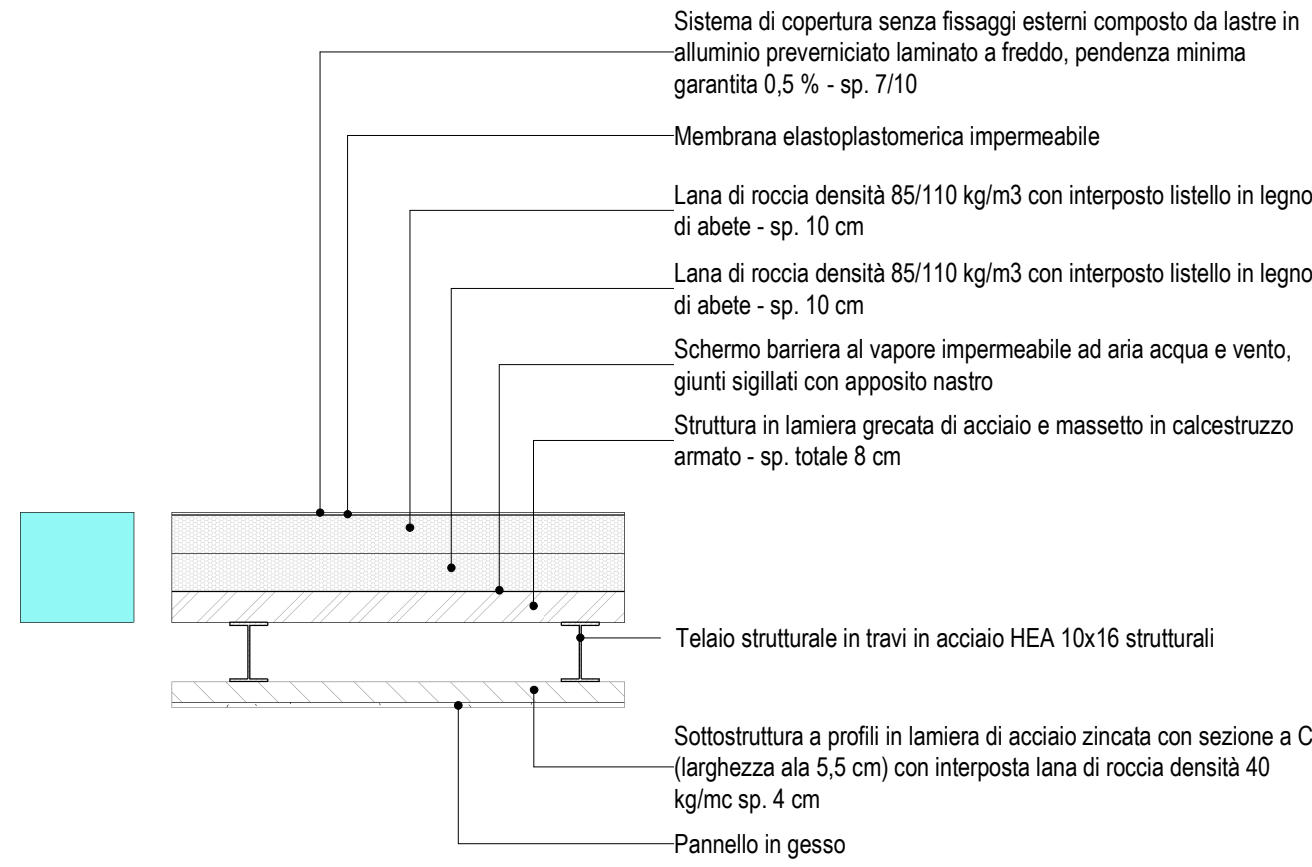 Sistema di copertura senza fissaggi esterni composto da lastre in
alluminio preverniciato laminato a freddo, pendenza minima
garantita 0,5 % - sp. 7/10
Membrana elastoplastomerica impermeabile
Lana di roccia densità 85/110 kg/m3 con interposto listello in legno
di abete - sp. 10 cm
Lana di roccia densità 85/110 kg/m3 con interposto listello in legno
di abete - sp. 10 cm
Schermo barriera al vapore impermeabile ad aria acqua e vento,
giunti sigillati con apposito nastro
Struttura in lamiera grecata di acciaio e massetto in calcestruzzo
armato - sp. totale 8 cm
Telaio strutturale in travi in acciaio HEA 10x16 strutturali
Sottostruttura a profili in lamiera di acciaio zincata con sezione a C
(larghezza ala 5,5 cm) con interposta lana di roccia densità 40
kg/mc sp. 4 cm
Pannello in gesso